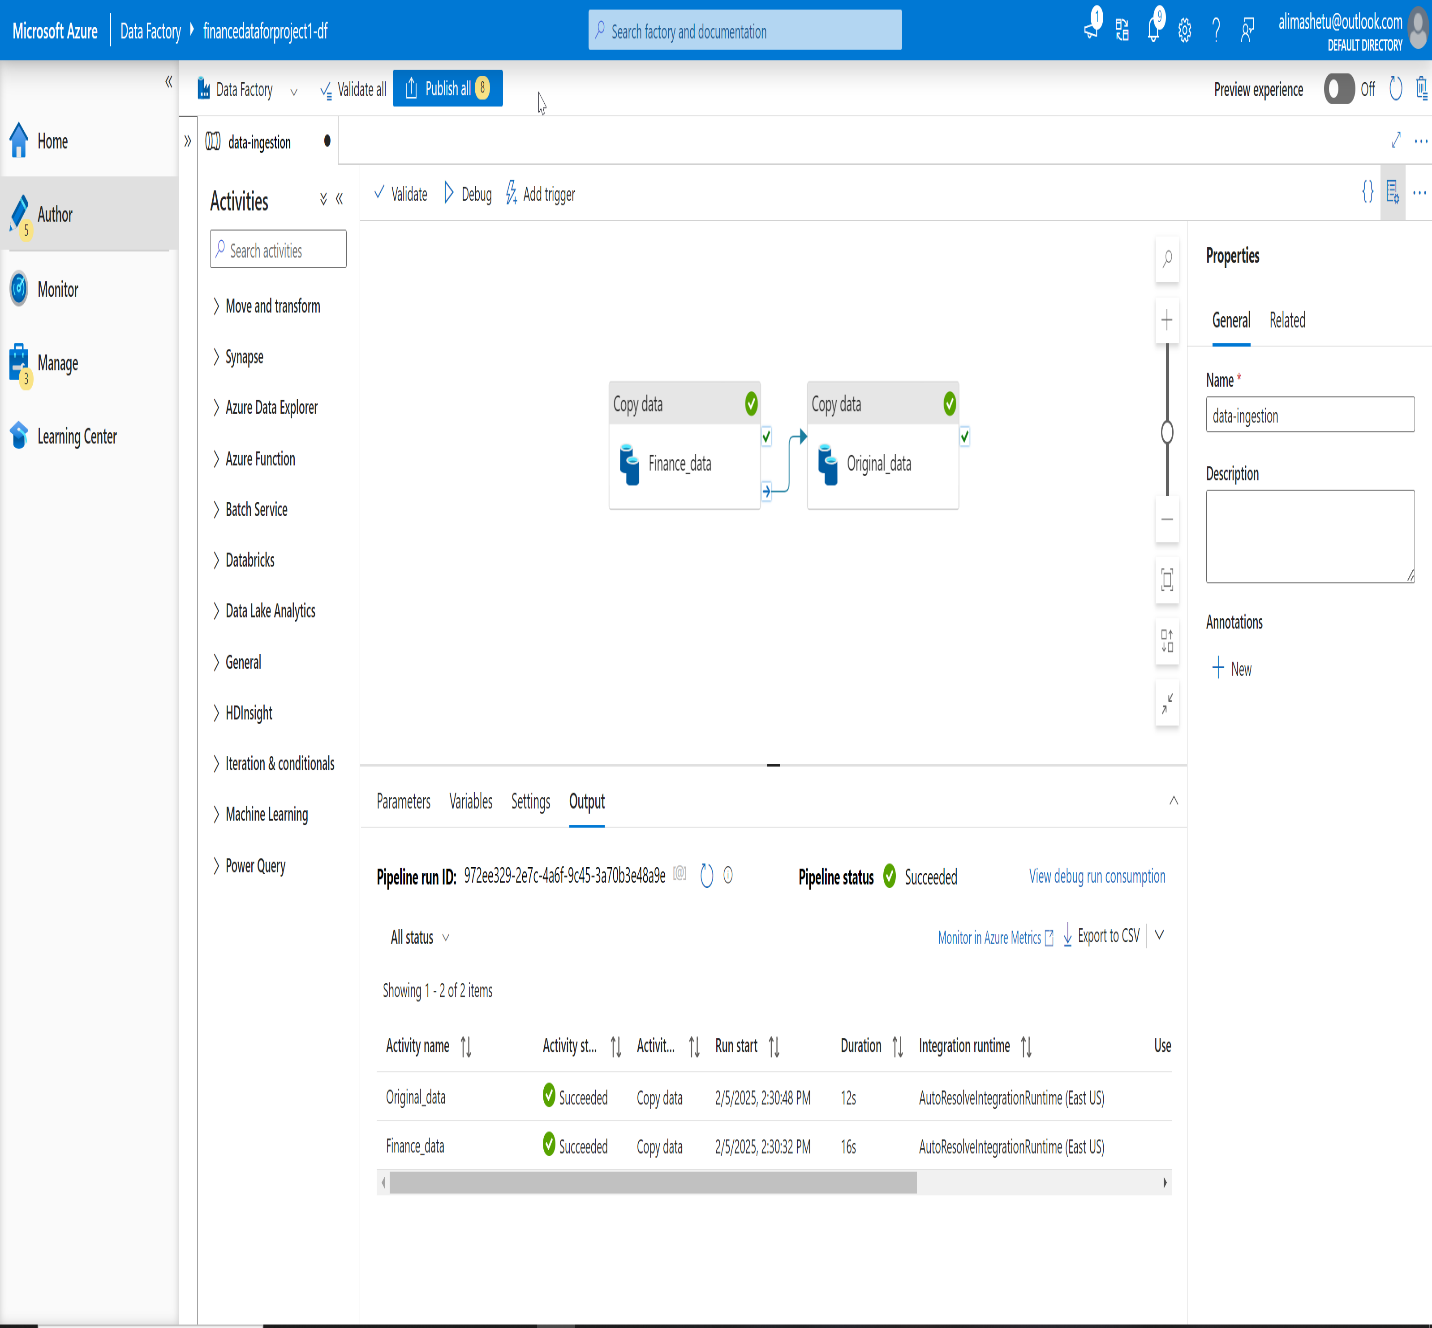 Microsoft Azure
Data Factory
financedataforproject1-df
Search factory and documentation
1
9
alimashetu@outlook.com
DEFAULT DIRECTORY
Data Factory
Validate all
Publish all 8
Preview experience
Off
Home
Author
5
Monitor
Manage
3
Learning Center
data-ingestion
Activities
Search activities
Move and transform
Synapse
Azure Data Explorer
Azure Function
Batch Service
Databricks
Data Lake Analytics
General
HDInsight
Iteration & conditionals
Machine Learning
Power Query
Validate
Debug
Add trigger
Copy data
Finance_data
Copy data
Original_data
Properties
General Related
Name *
data-ingestion
Description
Annotations
New
Parameters Variables Settings Output
Pipeline run ID: 972ee329-2e7c-4a6f-9c45-3a70b3e48a9e
Pipeline status Succeeded
View debug run consumption
All status
Monitor in Azure Metrics
Export to CSV
Showing 1 - 2 of 2 items
Activity name Activity st... Activit... Run start Duration Integration runtime Use
Original_data Succeeded Copy data 2/5/2025, 2:30:48 PM 12s AutoResolveIntegrationRuntime (East US)
Finance_data Succeeded Copy data 2/5/2025, 2:30:32 PM 16s AutoResolveIntegrationRuntime (East US)